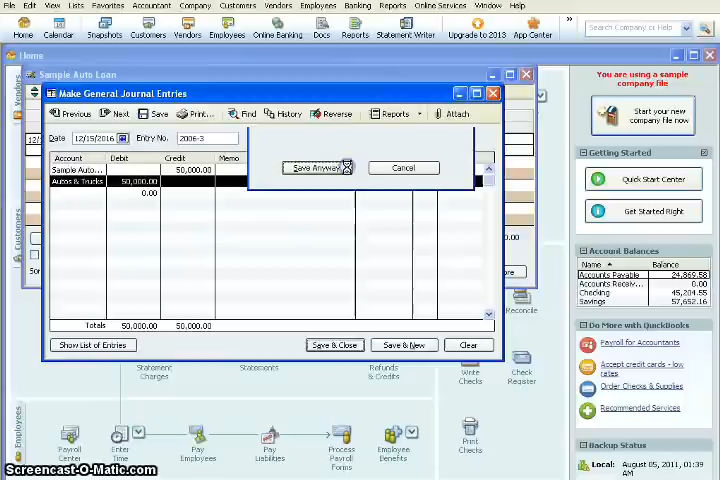 File Edit View Lists Favorites Accountant Company Customers Vendors Employees Banking Reports Online Services Window Help
Home Calendar Snapshots Customers Vendors Employees Online Banking Docs Reports Statement Writer Upgrade to 2013 App Center » Search Company or Help
Home
Sample Auto Loan
Make General Journal Entries
Previous Next Save Print... Find History Reverse Reports Attach
Date 12/15/2016 Entry No. 2006-3
Account Debit Credit Memo
Sample Auto... 50,000.00
Autos & Trucks 50,000.00
0.00
Save Anyway Cancel
Totals 50,000.00 50,000.00
Show List of Entries Save & Close Save & New Clear
Vendors
Customers
Employees
Statement Charges
Statements
Refunds & Credits
Reconcile
Write Checks
Check Register
Print Checks
Payroll Center
Enter Time
Pay Employees
Pay Liabilities
Process Payroll Forms
Employee Benefits
You are using a sample company file
Start your new company file now
Getting Started
Quick Start Center
Get Started Right
Account Balances
Name Balance
Accounts Payable 24,869.58
Accounts Receiv... 0.00
Checking 45,204.55
Savings 57,652.16
Do More with QuickBooks
Payroll for Accountants
Accept credit cards - low rates
Order Checks & Supplies
Recommended Services
Backup Status
Local: August 05, 2011, 01:39 AM
Screencast-O-Matic.com